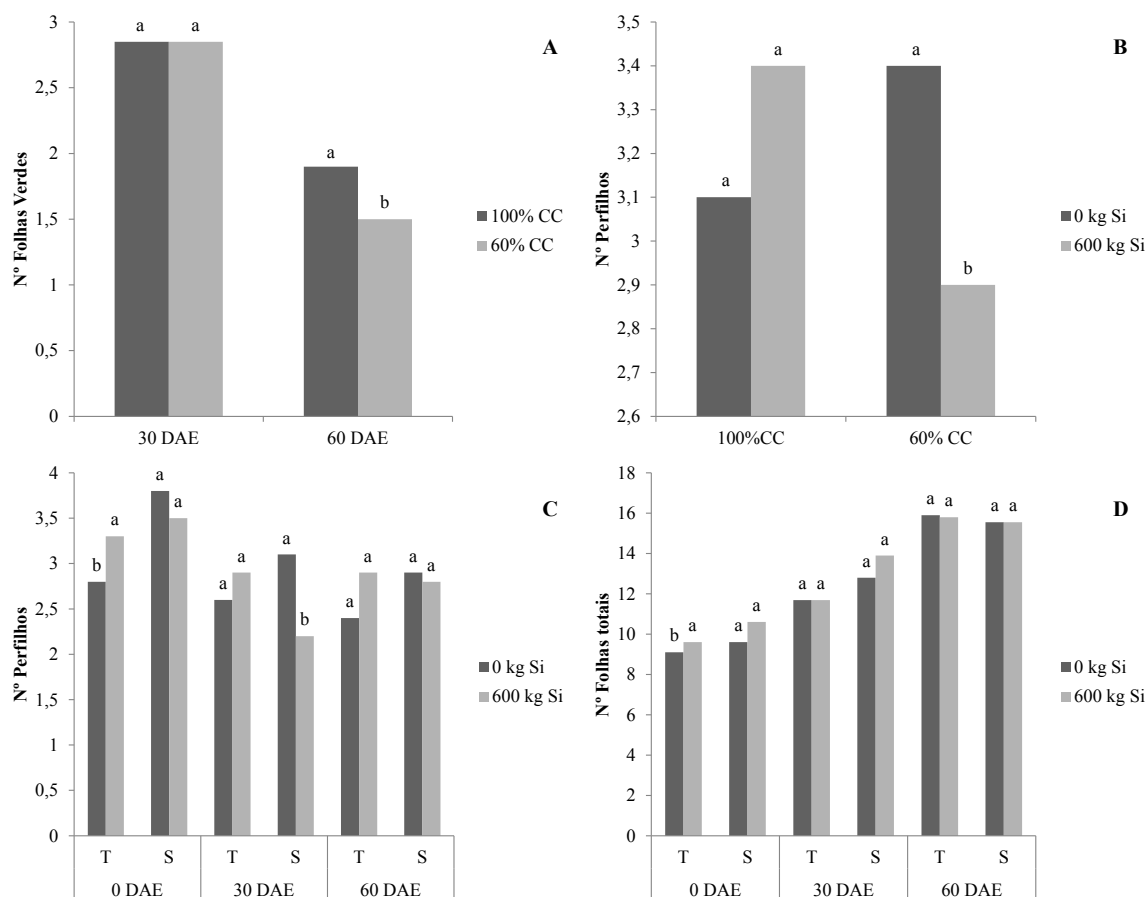 A
Nº Folhas Verdes
3
2,5
2
1,5
1
0,5
0
a a
a b
30 DAE 60 DAE
100% CC
60% CC
B
Nº Perfilhos
3,5
3,4
3,3
3,2
3,1
3
2,9
2,8
2,7
2,6
a a
a b
100%CC 60% CC
0 kg Si
600 kg Si
C
Nº Perfilhos
4
3,5
3
2,5
2
1,5
1
0,5
0
b a a a a a a b a a a a
T S T S T S
0 DAE 30 DAE 60 DAE
0 kg Si
600 kg Si
D
Nº Folhas totais
18
16
14
12
10
8
6
4
2
0
b a a a a a a a a a a a
T S T S T S
0 DAE 30 DAE 60 DAE
0 kg Si
600 kg Si